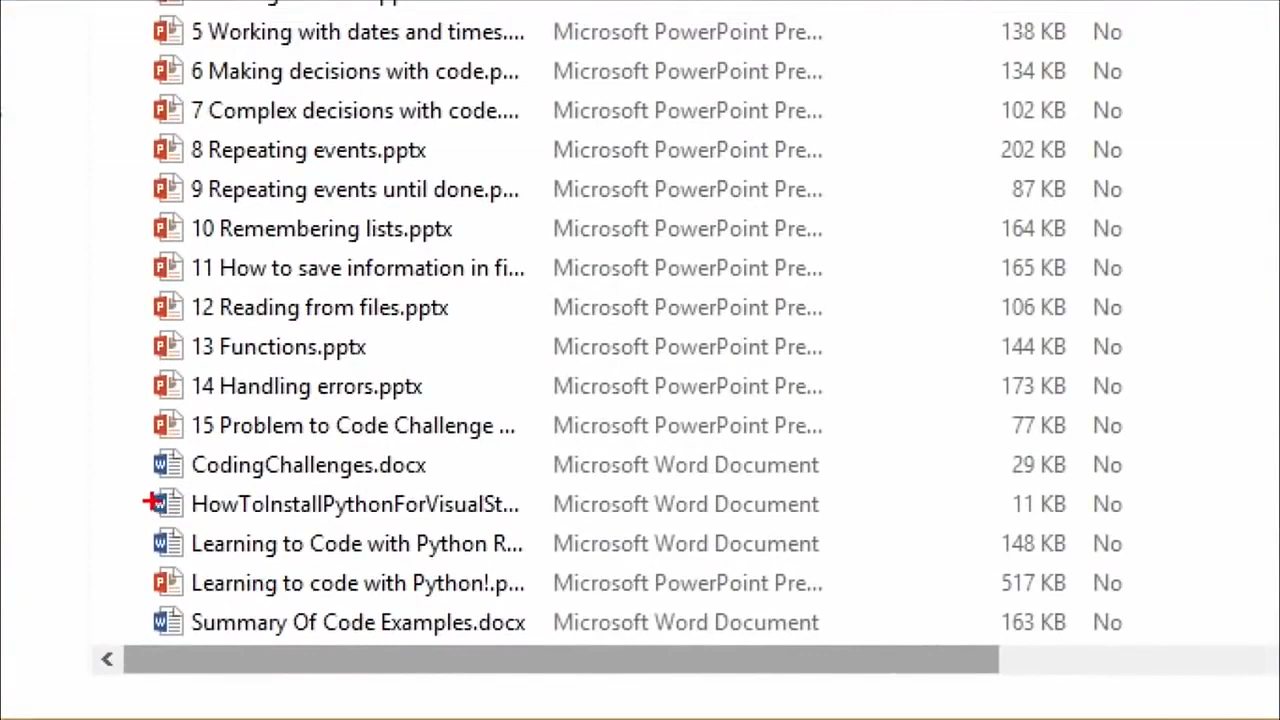 5 Working with dates and times.... Microsoft PowerPoint Pre... 138 KB No
6 Making decisions with code.p... Microsoft PowerPoint Pre... 134 KB No
7 Complex decisions with code.... Microsoft PowerPoint Pre... 102 KB No
8 Repeating events.pptx Microsoft PowerPoint Pre... 202 KB No
9 Repeating events until done.p... Microsoft PowerPoint Pre... 87 KB No
10 Remembering lists.pptx Microsoft PowerPoint Pre... 164 KB No
11 How to save information in fi... Microsoft PowerPoint Pre... 165 KB No
12 Reading from files.pptx Microsoft PowerPoint Pre... 106 KB No
13 Functions.pptx Microsoft PowerPoint Pre... 144 KB No
14 Handling errors.pptx Microsoft PowerPoint Pre... 173 KB No
15 Problem to Code Challenge ... Microsoft PowerPoint Pre... 77 KB No
CodingChallenges.docx Microsoft Word Document 29 KB No
HowToInstallPythonForVisualSt... Microsoft Word Document 11 KB No
Learning to Code with Python R... Microsoft Word Document 148 KB No
Learning to code with Python!.p... Microsoft PowerPoint Pre... 517 KB No
Summary Of Code Examples.docx Microsoft Word Document 163 KB No